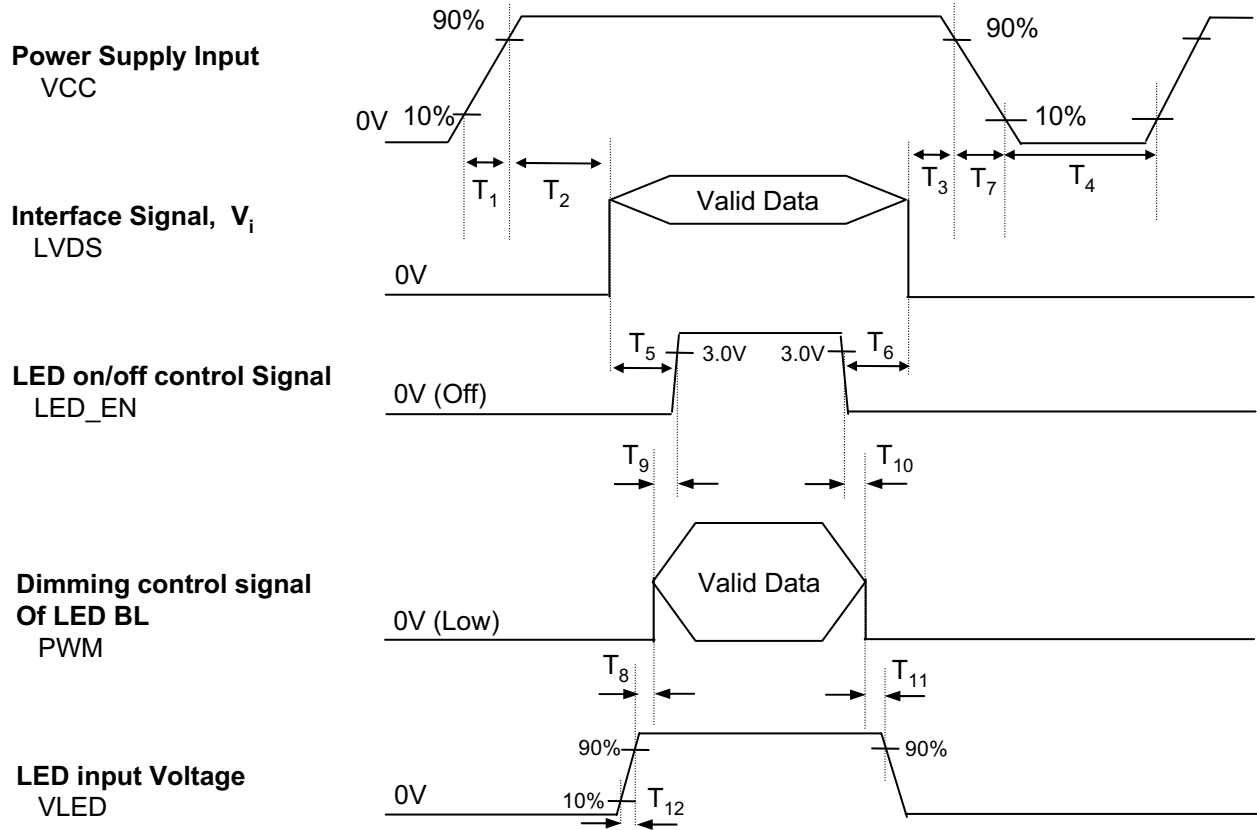 90%
90%
Power Supply Input
VCC
10%
10%
0V
T1
T2
T3
T7
T4
Valid Data
Interface Signal, Vi
LVDS
0V
T5
3.0V
3.0V
T6
LED on/off control Signal
LED_EN
0V (Off)
T9
T10
Dimming control signal
Of LED BL
PWM
Valid Data
0V (Low)
T8
T11
90%
90%
LED input Voltage
VLED
0V
10%
T12